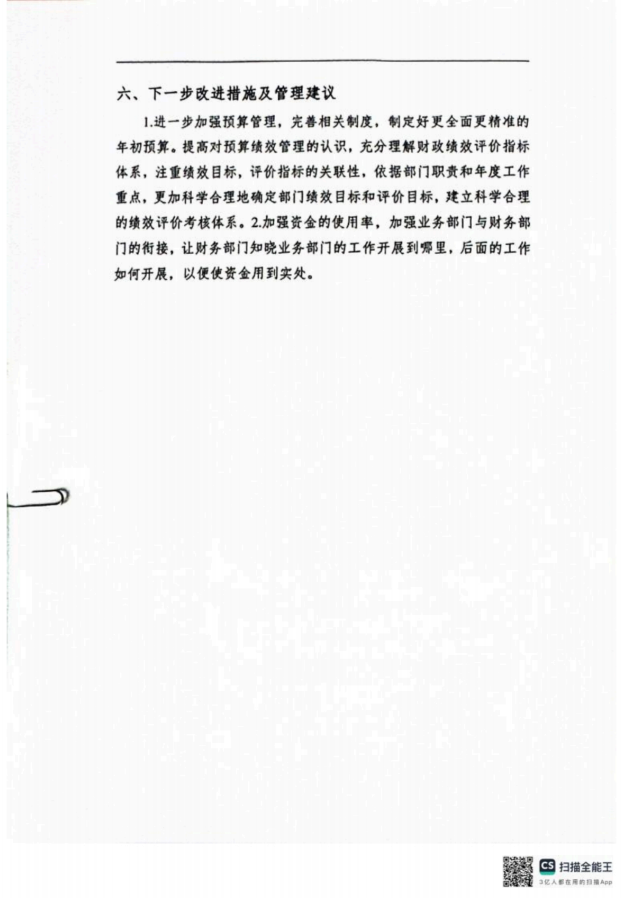 六、下一步改进措施及管理建议
1.进一步加强预算管理，完善相关制度，制定好更全面更精准的
年初预算。提高对预算绩效管理的认识，充分理解财政绩效评价指标
体系，注重绩效目标，评价指标的关联性，依据部门职责和年度工作
重点，更加科学合理地确定部门绩效目标和评价目标，建立科学合理
的绩效评价考核体系。2.加强资金的使用率，加强业务部门与财务部
门的衔接，让财务部门知晓业务部门的工作开展到哪里，后面的工作
如何开展，以便使资金用到实处。
CS 扫描全能王
3亿人都在用的扫描App